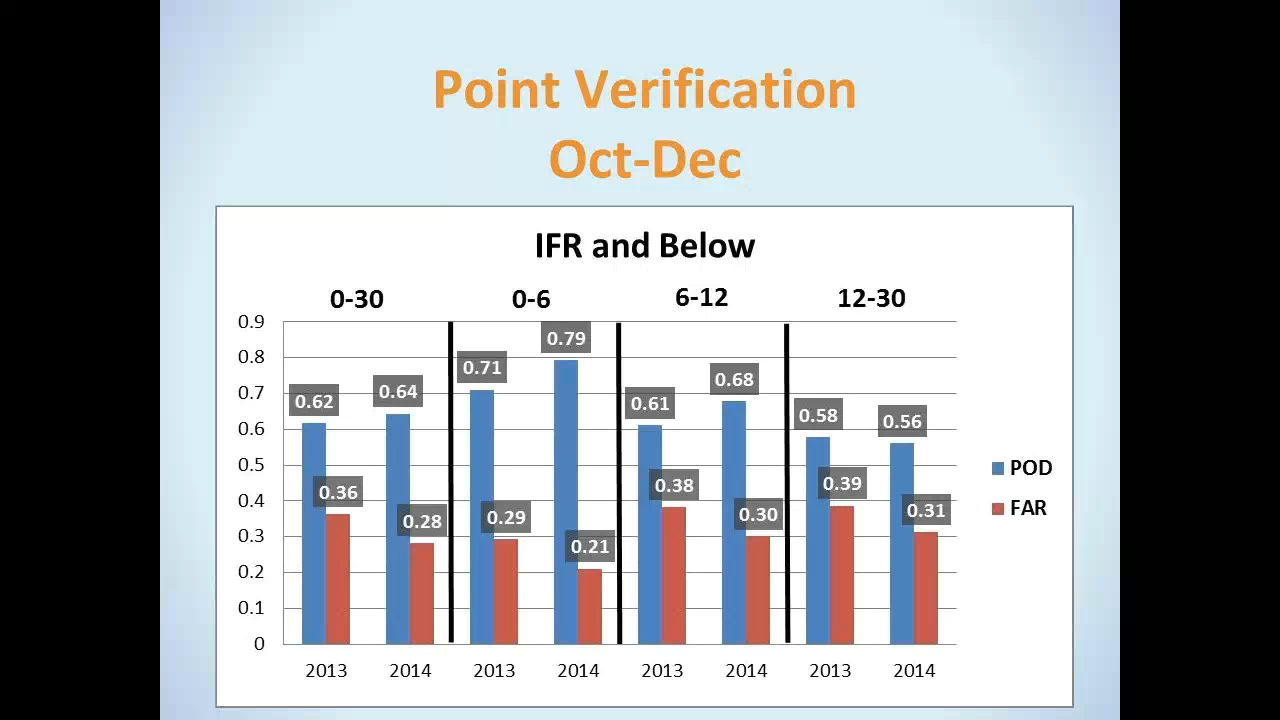 Point Verification
Oct-Dec
IFR and Below
0-30 0-6 6-12 12-30
0.9
0.8
0.7
0.6
0.5
0.4
0.3
0.2
0.1
0
0.62 0.36 0.64 0.28 0.71 0.29 0.79 0.21 0.61 0.38 0.68 0.30 0.58 0.39 0.56 0.31
2013 2014 2013 2014 2013 2014 2013 2014
POD
FAR